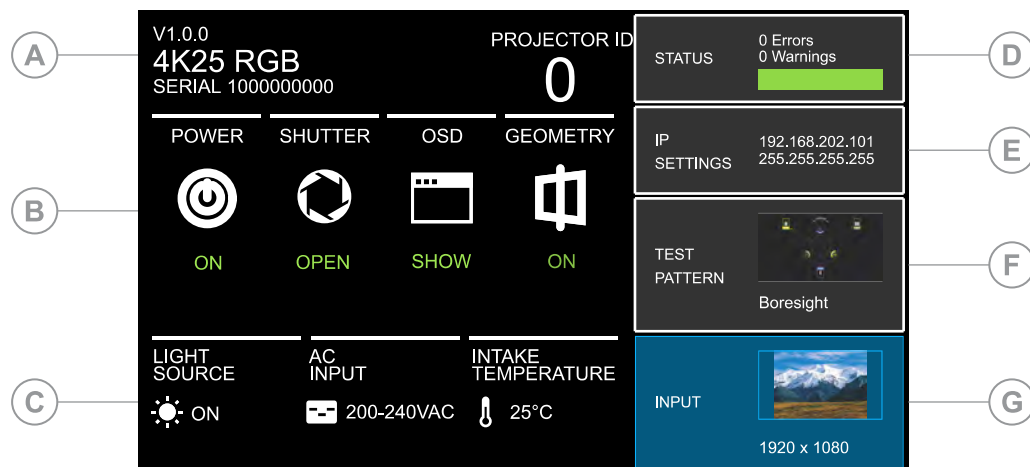 A
V1.0.0
4K25 RGB
SERIAL 1000000000
PROJECTOR ID
0
B
POWER
SHUTTER
OSD
GEOMETRY
ON
OPEN
SHOW
ON
C
LIGHT
SOURCE
ON
AC
INPUT
200-240VAC
INTAKE
TEMPERATURE
25°C
STATUS
0 Errors
0 Warnings
D
IP
SETTINGS
192.168.202.101
255.255.255.255
E
TEST
PATTERN
Boresight
F
INPUT
1920 x 1080
G